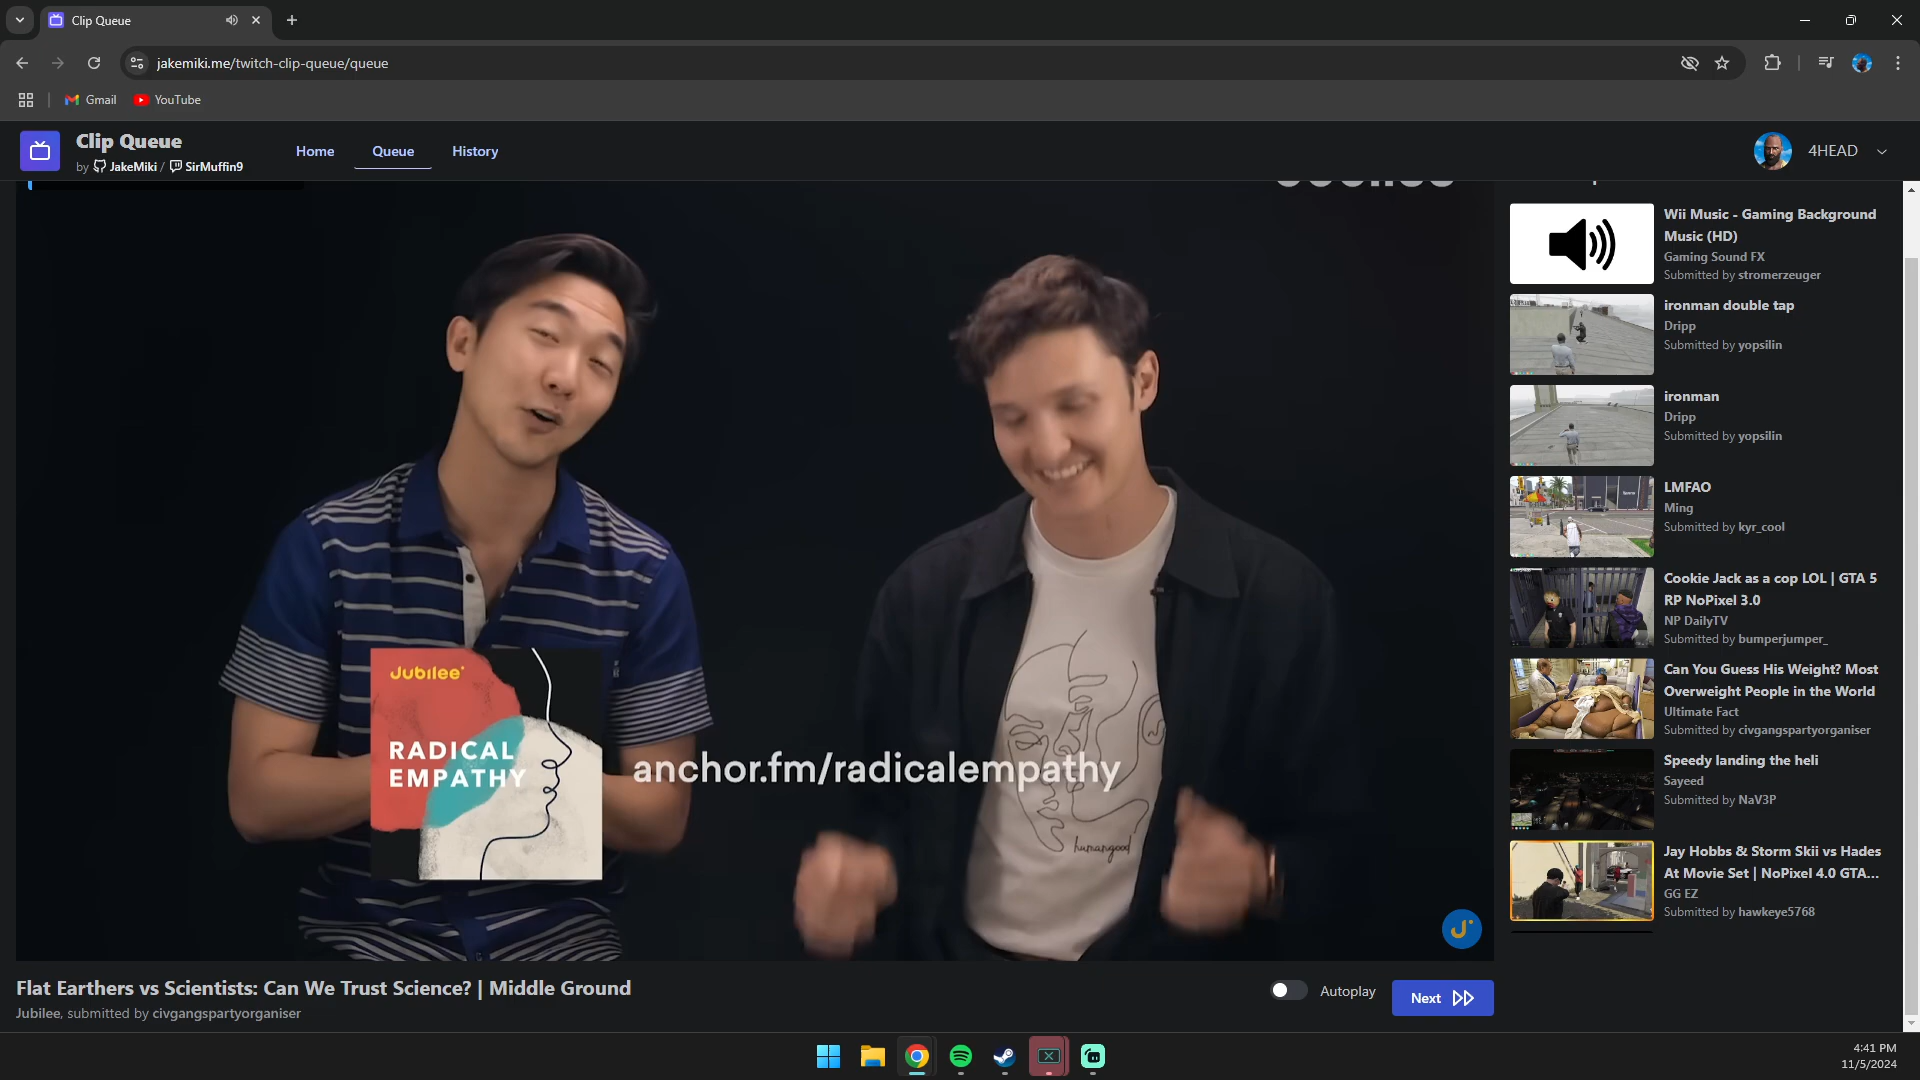 Clip Queue
jakemiki.me/twitch-clip-queue/queue
Gmail
YouTube
Clip Queue
by JakeMiki / SirMuffin9
Home
Queue
History
4HEAD
Jubilee
RADICAL
EMPATHY
anchor.fm/radicalempathy
humangood
Flat Earthers vs Scientists: Can We Trust Science? | Middle Ground
Jubilee, submitted by civgangspartyorganiser
Autoplay
Next
Wii Music - Gaming Background
Music (HD)
Gaming Sound FX
Submitted by stromerzeuger
ironman double tap
Dripp
Submitted by yopsilin
ironman
Dripp
Submitted by yopsilin
LMFAO
Ming
Submitted by kyr_cool
Cookie Jack as a cop LOL | GTA 5
RP NoPixel 3.0
NP DailyTV
Submitted by bumperjumper_
Can You Guess His Weight? Most
Overweight People in the World
Ultimate Fact
Submitted by civgangspartyorganiser
Speedy landing the heli
Sayeed
Submitted by NaV3P
Jay Hobbs & Storm Skii vs Hades
At Movie Set | NoPixel 4.0 GTA...
GG EZ
Submitted by hawkeye5768
4:41 PM
11/5/2024